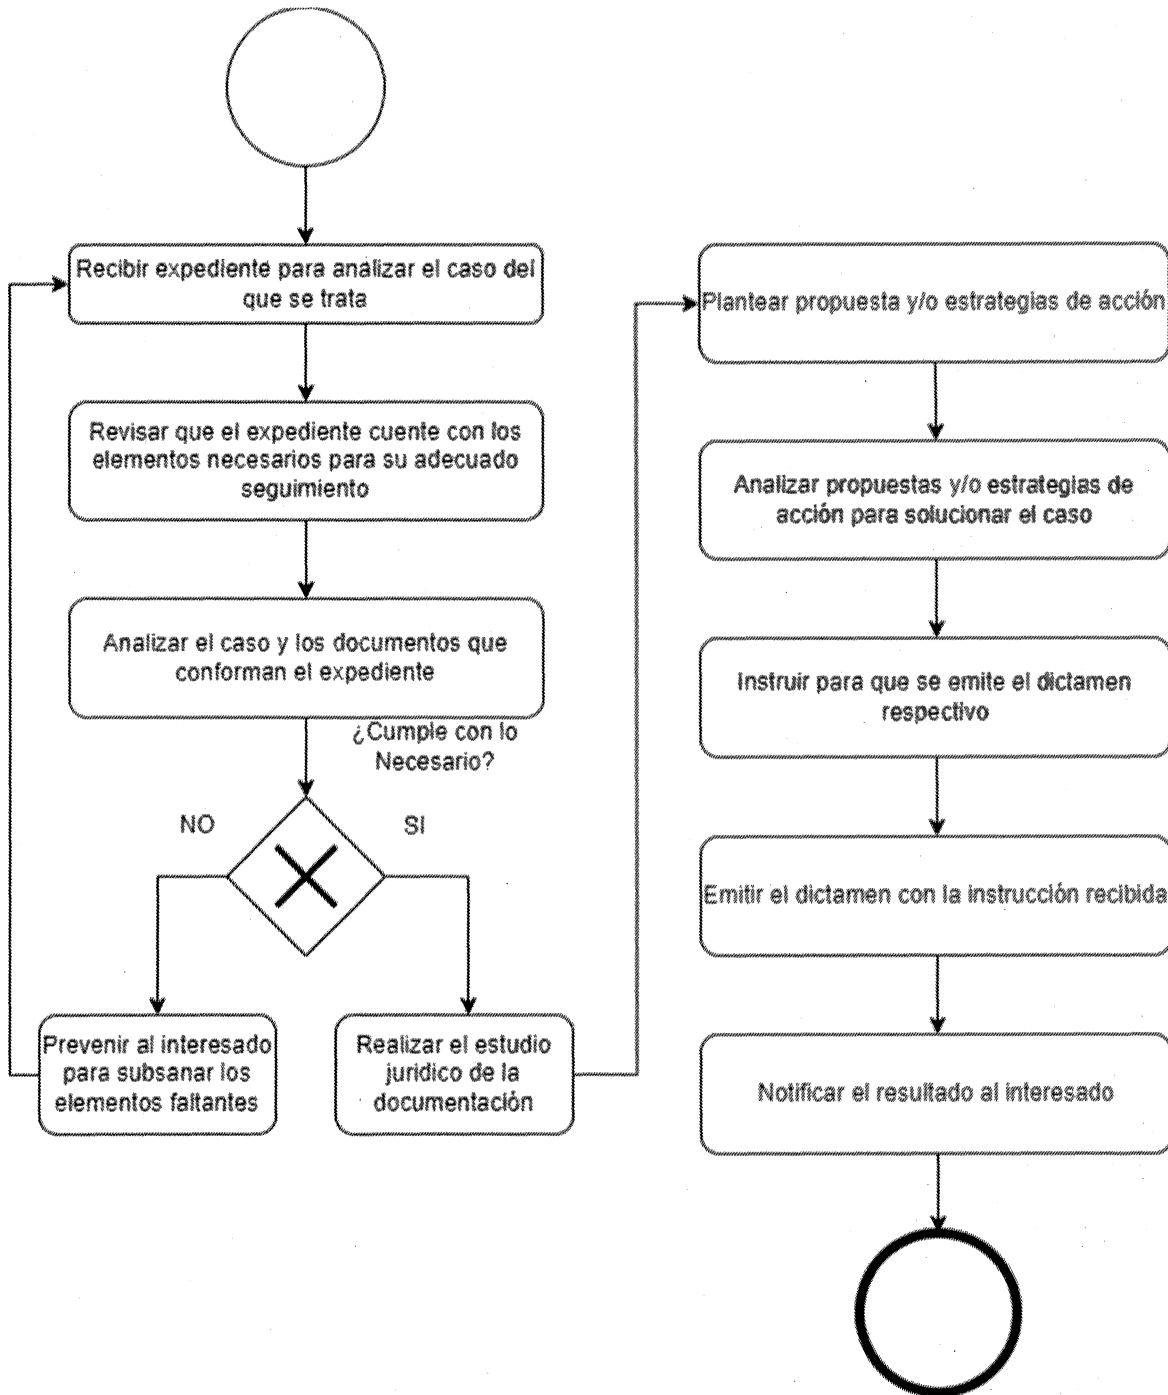 Recibir expediente para analizar el caso del
que se trata
Revisar que el expediente cuente con los
elementos necesarios para su adecuado
seguimiento
Analizar el caso y los documentos que
conforman el expediente
¿Cumple con lo
Necesario?
NO
SI
Prevenir al interesado
para subsanar los
elementos faltantes
Realizar el estudio
juridico de la
documentación
Plantear propuesta y/o estrategias de acción
Analizar propuestas y/o estrategias de
acción para solucionar el caso
Instruir para que se emite el dictamen
respectivo
Emitir el dictamen con la instrucción recibida
Notificar el resultado al interesado